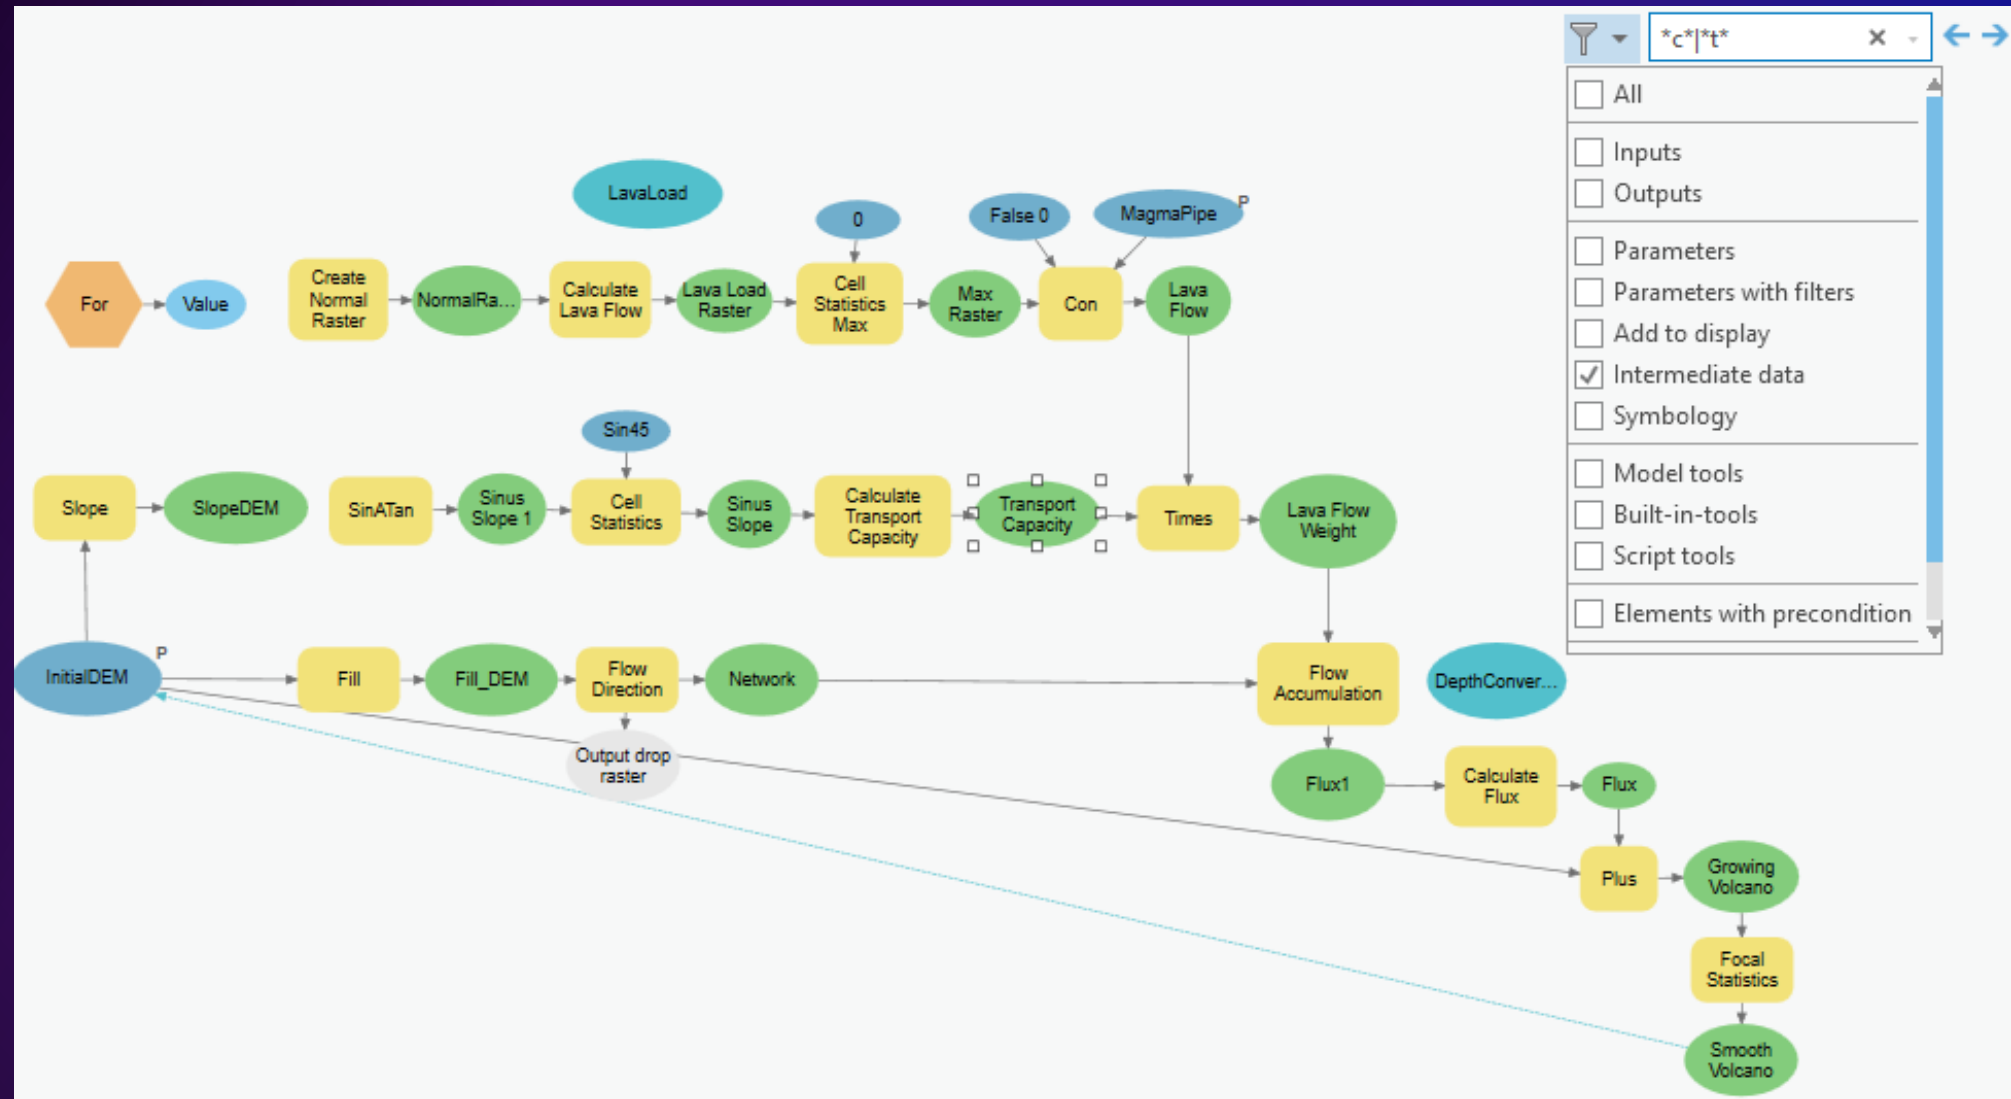 *c*|*t*
All
Inputs
Outputs
Parameters
Parameters with filters
Add to display
Intermediate data
Symbology
Model tools
Built-in-tools
Script tools
Elements with precondition
LavaLoad
0
False 0
MagmaPipe
P
For
Value
Create
Normal
Raster
NormalRa...
Calculate
Lava Flow
Lava Load
Raster
Cell
Statistics
Max
Max
Raster
Con
Lava
Flow
Sin45
Slope
SlopeDEM
SinATan
Sinus
Slope 1
Cell
Statistics
Sinus
Slope
Calculate
Transport
Capacity
Transport
Capacity
Times
Lava Flow
Weight
InitialDEM
P
Fill
Fill_DEM
Flow
Direction
Network
Flow
Accumulation
DepthConver...
Output drop
raster
Flux1
Calculate
Flux
Flux
Plus
Growing
Volcano
Focal
Statistics
Smooth
Volcano